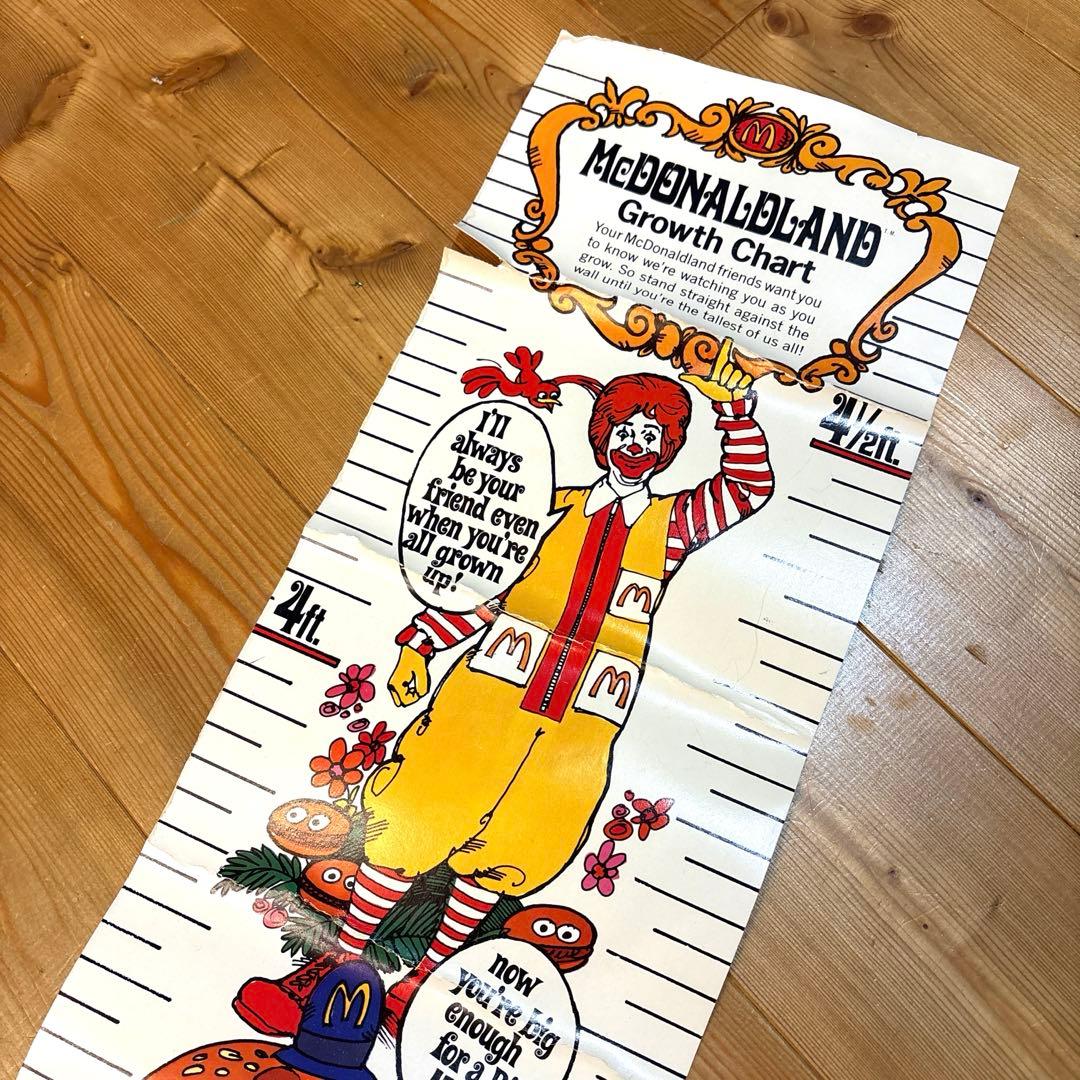 M
McDONALDLAND
T.M.
Growth Chart
Your McDonaldland friends want you
to know we're watching you as you
grow. So stand straight against the
wall until you're the tallest of us all!
4½ft.
I'll
always
be your
friend even
when you're
all grown
up!
M
4ft.
M
M
M
now
you're big
enough
for a